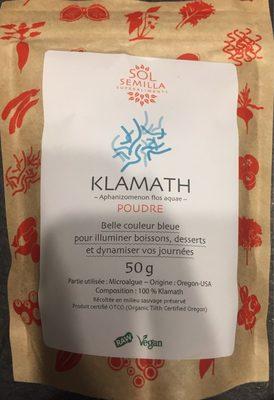 SOL
SEMILLA
SUPERALIMENTS
KLAMATH
– Aphanizomenon flos aquae –
POUDRE
Belle couleur bleue
pour illuminer boissons, desserts
et dynamiser vos journées
50 g
Partie utilisée : Microalgue – Origine : Oregon-USA
Composition : 100 % Klamath
Récoltée en milieu sauvage préservé
Produit certifié OTCO (Organic Tilth Certified Oregon)
RAW
Vegan